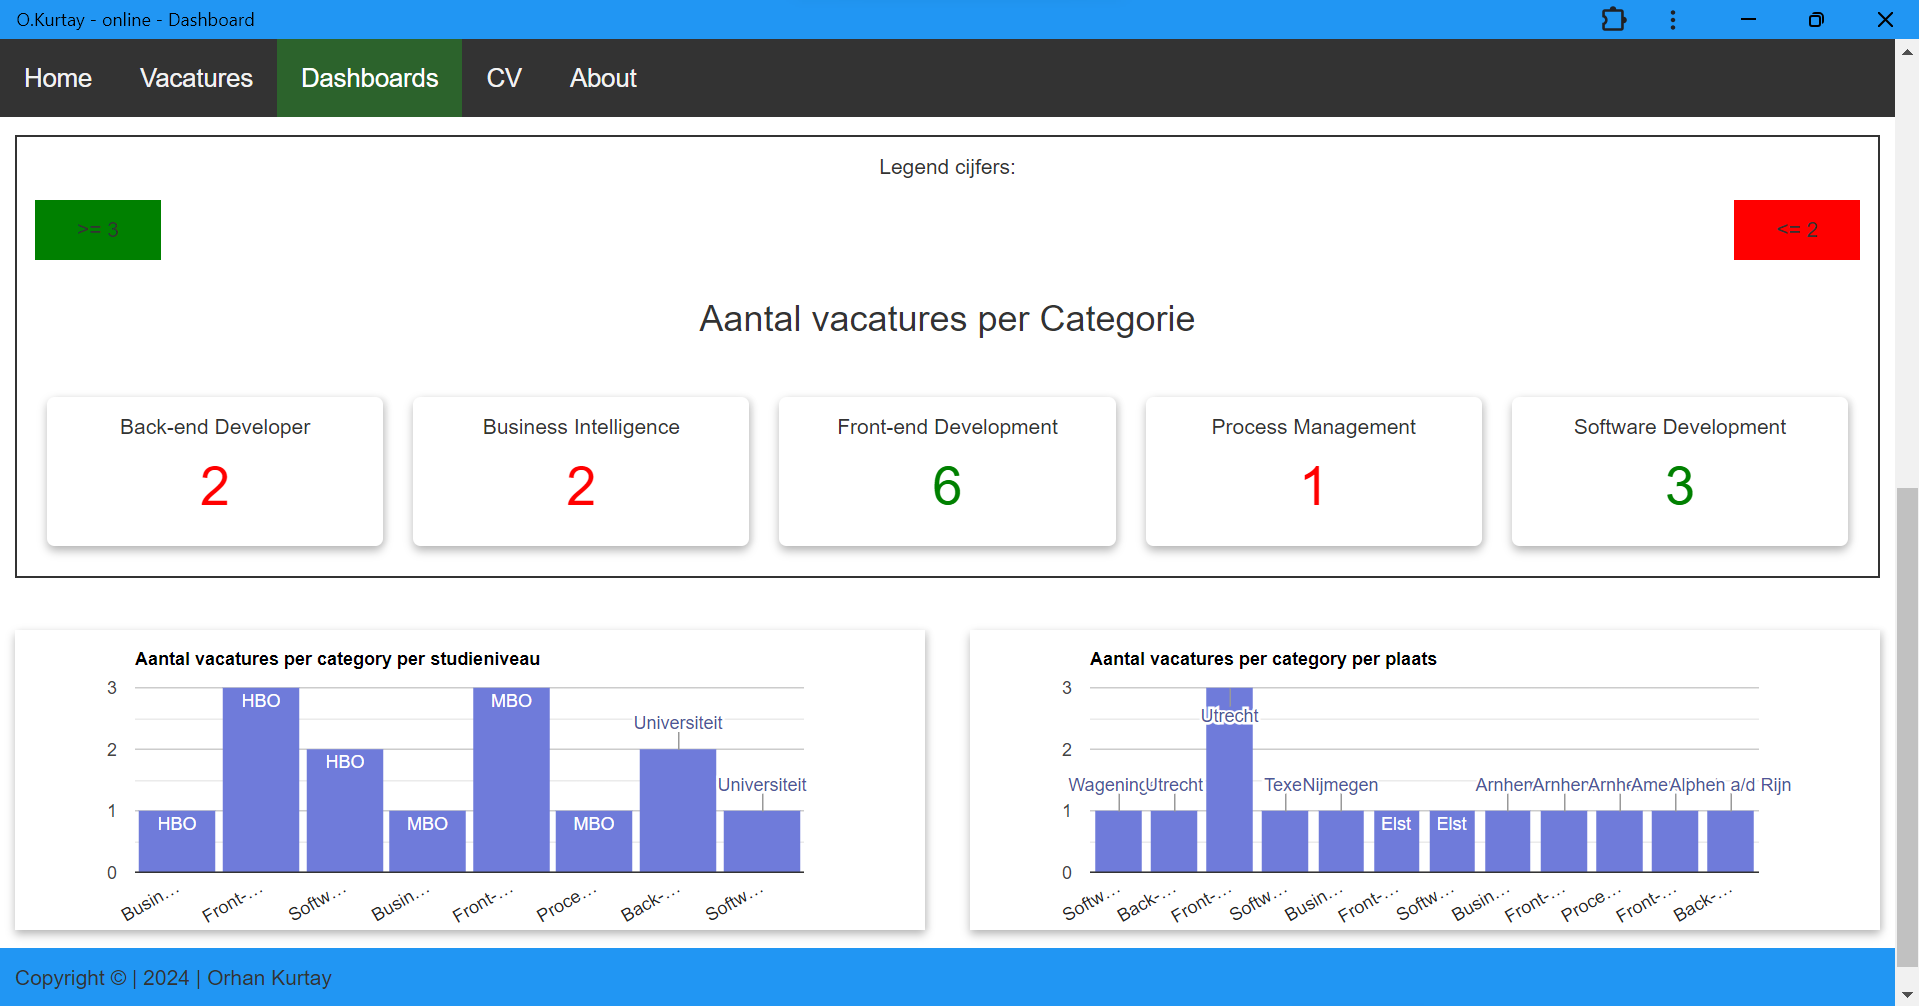 O.Kurtay - online - Dashboard
Home Vacatures Dashboards CV About
Legend cijfers:
>= 3 <= 2
Aantal vacatures per Categorie
Back-end Developer Business Intelligence Front-end Development Process Management Software Development
2 2 6 1 3
Aantal vacatures per category per studieniveau
3
2
1
0
HBO HBO HBO MBO MBO MBO Universiteit Universiteit
Busin... Front-... Softw... Busin... Front-... Proce... Back-... Softw...
Aantal vacatures per category per plaats
3
2
1
0
Utrecht
Wagening Utrecht Texe Nijmegen Arnhem Arnhem Arnhe Ame Alphen a/d Rijn
Elst Elst
Softw... Back-... Front-... Softw... Busin... Front-... Softw... Busin... Front-... Proce... Front-... Back-...
Copyright © | 2024 | Orhan Kurtay